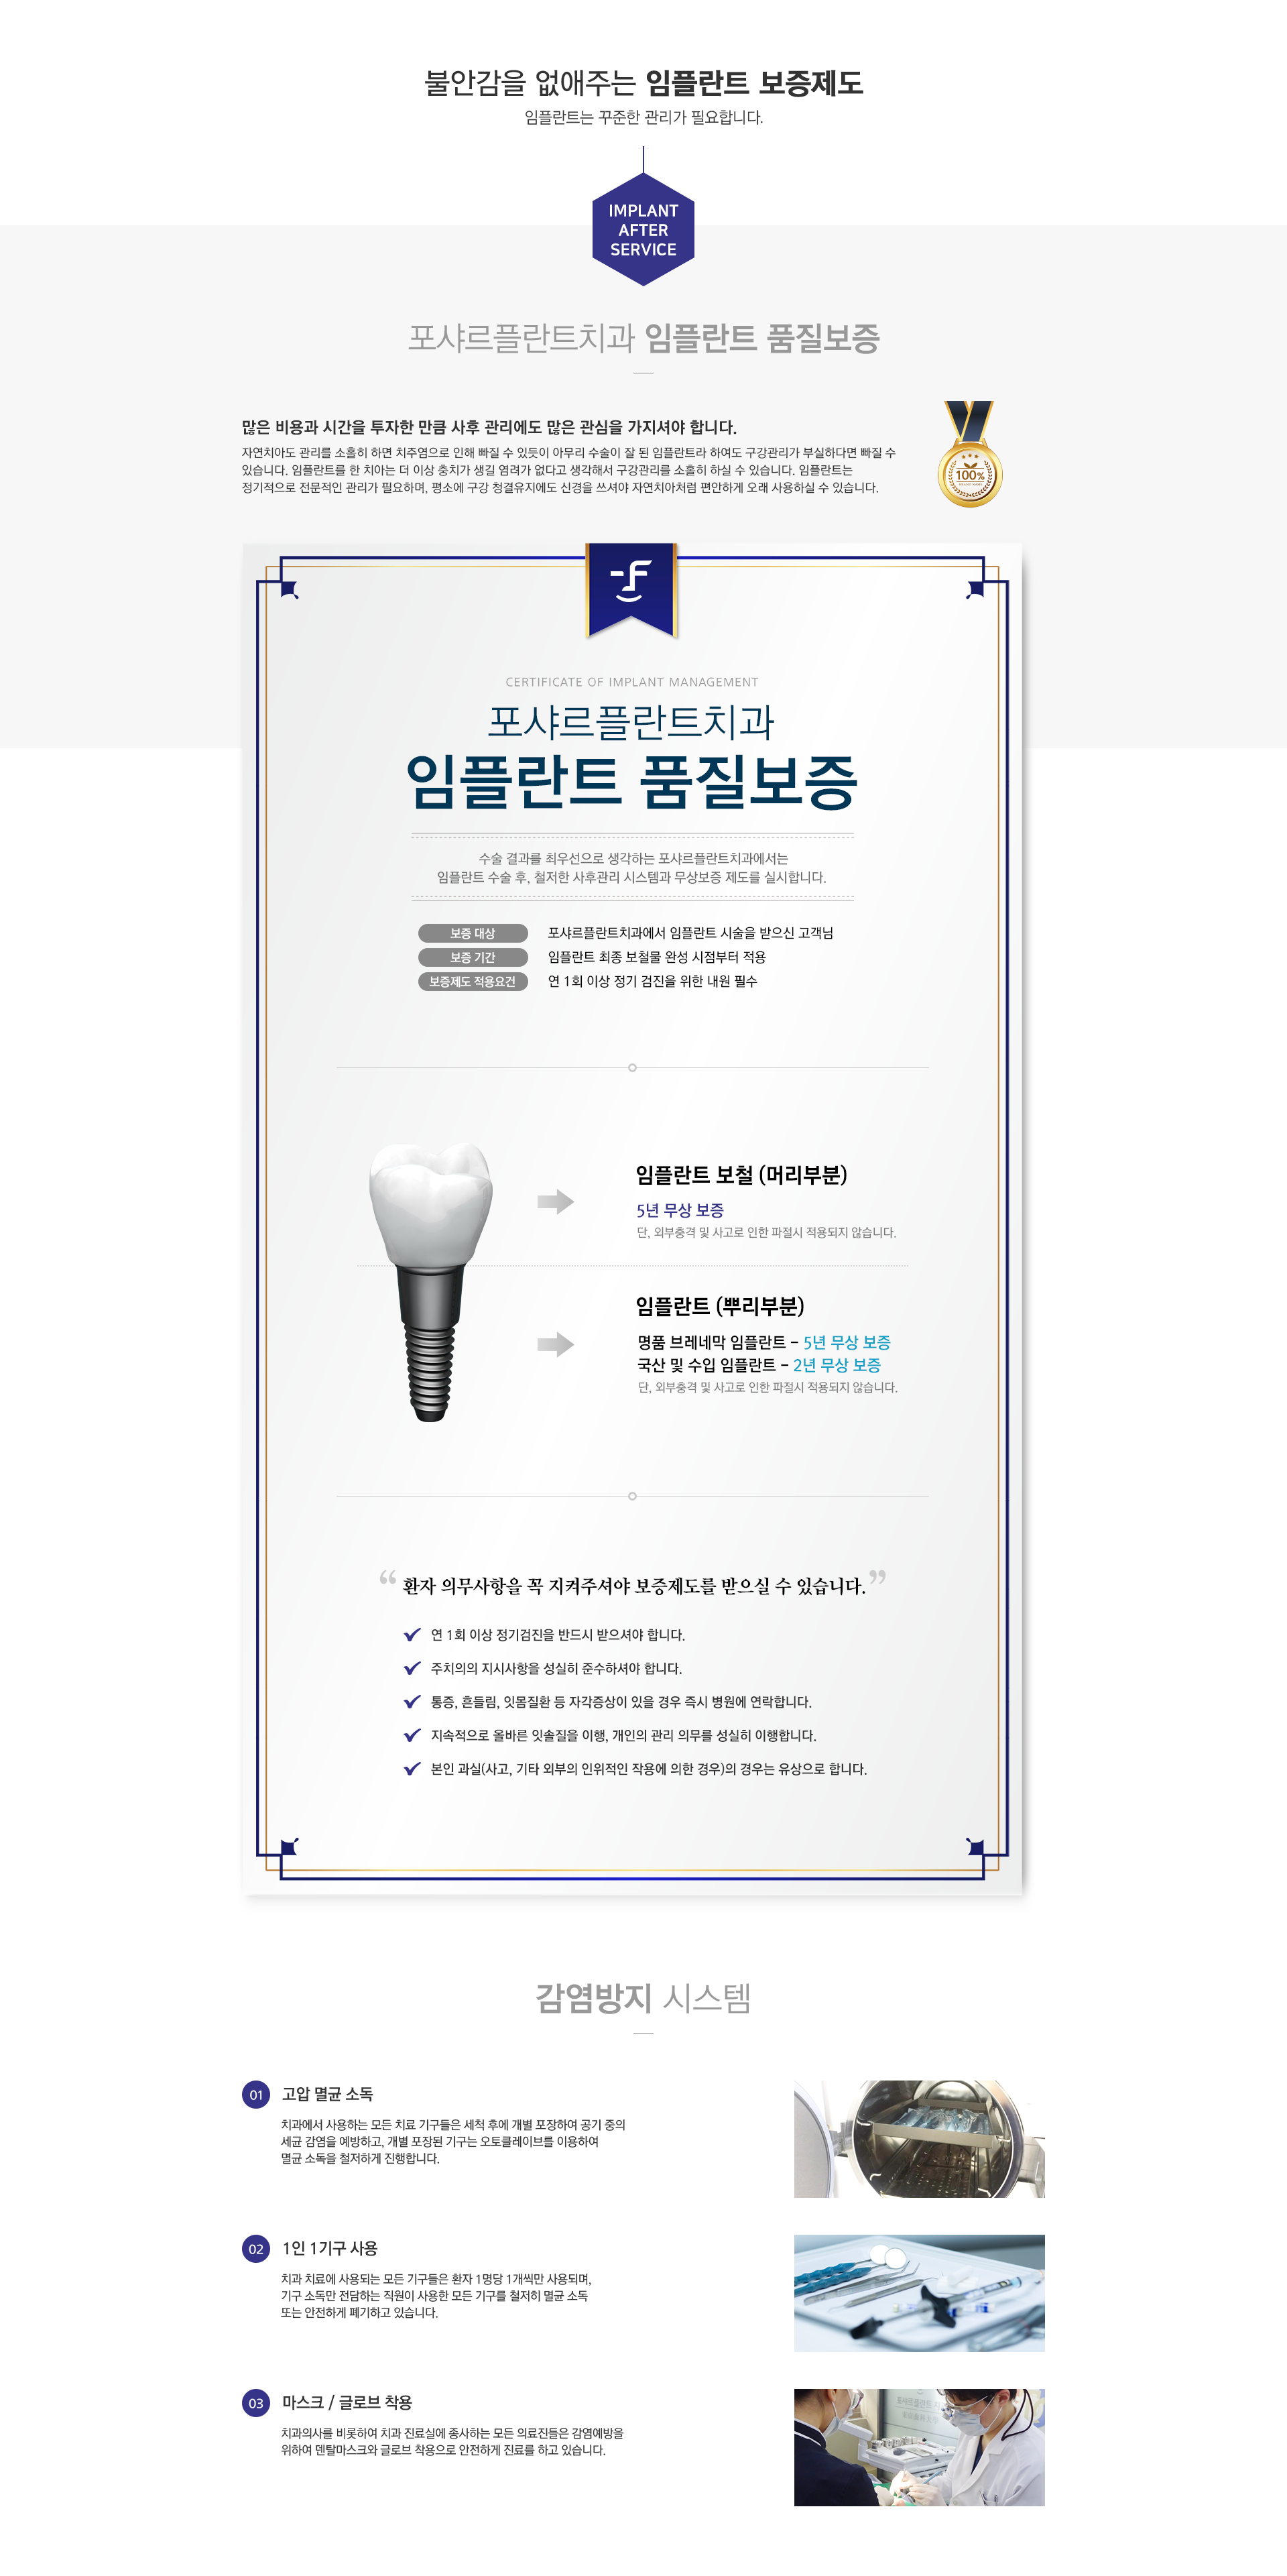 불안감을 없애주는 임플란트 보증제도
임플란트는 꾸준한 관리가 필요합니다.
IMPLANT
AFTER
SERVICE
포샤르플란트치과 임플란트 품질보증
많은 비용과 시간을 투자한 만큼 사후 관리에도 많은 관심을 가지셔야 합니다.
자연치아도 관리를 소홀히 하면 치주염으로 인해 빠질 수 있듯이 아무리 수술이 잘 된 임플란트라 하여도 구강관리가 부실하다면 빠질 수
있습니다. 임플란트를 한 치아는 더 이상 충치가 생길 염려가 없다고 생각해서 구강관리를 소홀히 하실 수 있습니다. 임플란트는
정기적으로 전문적인 관리가 필요하며, 평소에 구강 청결유지에도 신경을 쓰셔야 자연치아처럼 편안하게 오래 사용하실 수 있습니다.
100%
CERTIFICATE OF IMPLANT MANAGEMENT
포샤르플란트치과
임플란트 품질보증
수술 결과를 최우선으로 생각하는 포샤르플란트치과에서는
임플란트 수술 후, 철저한 사후관리 시스템과 무상보증 제도를 실시합니다.
보증 대상 포샤르플란트치과에서 임플란트 시술을 받으신 고객님
보증 기간 임플란트 최종 보철물 완성 시점부터 적용
보증제도 적용요건 연 1회 이상 정기 검진을 위한 내원 필수
임플란트 보철 (머리부분)
5년 무상 보증
단, 외부충격 및 사고로 인한 파절시 적용되지 않습니다.
임플란트 (뿌리부분)
명품 브레네막 임플란트 – 5년 무상 보증
국산 및 수입 임플란트 – 2년 무상 보증
단, 외부충격 및 사고로 인한 파절시 적용되지 않습니다.
“ 환자 의무사항을 꼭 지켜주셔야 보증제도를 받으실 수 있습니다. ”
연 1회 이상 정기검진을 반드시 받으셔야 합니다.
주치의의 지시사항을 성실히 준수하셔야 합니다.
통증, 흔들림, 잇몸질환 등 자각증상이 있을 경우 즉시 병원에 연락합니다.
지속적으로 올바른 잇솔질을 이행, 개인의 관리 의무를 성실히 이행합니다.
본인 과실(사고, 기타 외부의 인위적인 작용에 의한 경우)의 경우는 유상으로 합니다.
감염방지 시스템
01 고압 멸균 소독
치과에서 사용하는 모든 치료 기구들은 세척 후에 개별 포장하여 공기 중의
세균 감염을 예방하고, 개별 포장된 기구는 오토클레이브를 이용하여
멸균 소독을 철저하게 진행합니다.
02 1인 1기구 사용
치과 치료에 사용되는 모든 기구들은 환자 1명당 1개씩만 사용되며,
기구 소독만 전담하는 직원이 사용한 모든 기구를 철저히 멸균 소독
또는 안전하게 폐기하고 있습니다.
03 마스크 / 글로브 착용
치과의사를 비롯하여 치과 진료실에 종사하는 모든 의료진들은 감염예방을
위하여 덴탈마스크와 글로브 착용으로 안전하게 진료를 하고 있습니다.